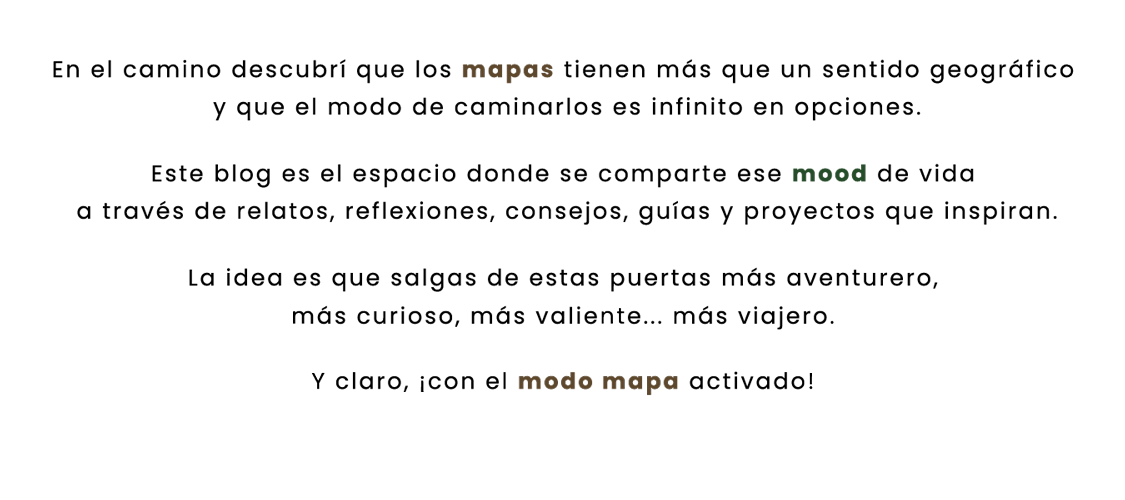 En el camino descubrí que los mapas tienen más que un sentido geográfico
y que el modo de caminarlos es infinito en opciones.
Este blog es el espacio donde se comparte ese mood de vida
a través de relatos, reflexiones, consejos, guías y proyectos que inspiran.
La idea es que salgas de estas puertas más aventurero,
más curioso, más valiente... más viajero.
Y claro, ¡con el modo mapa activado!